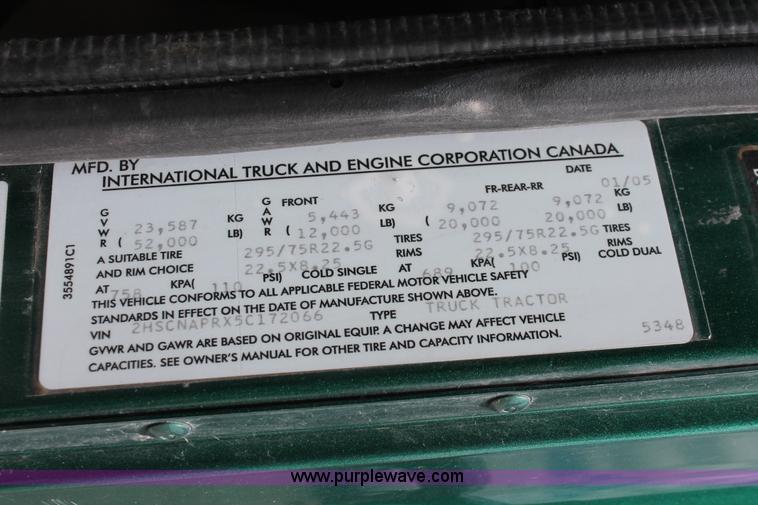 MFD. BY
INTERNATIONAL TRUCK AND ENGINE CORPORATION CANADA
DATE 01/05
GVWR 23,587 KG (52,000 LB)
GAWR FRONT 5,443 KG (12,000 LB)
FR-REAR-RR 9,072 9,072 KG (20,000 20,000 LB)
A SUITABLE TIRE 295/75R22.5G TIRES 295/75R22.5G TIRES
AND RIM CHOICE 22.5X8.25 RIMS 22.5X8.25 RIMS
AT 758 KPA( 110 PSI) COLD SINGLE AT 689 KPA( 100 PSI) COLD DUAL
THIS VEHICLE CONFORMS TO ALL APPLICABLE FEDERAL MOTOR VEHICLE SAFETY
STANDARDS IN EFFECT ON THE DATE OF MANUFACTURE SHOWN ABOVE.
VIN 2HSCNAPRX5C172066 TYPE TRUCK TRACTOR
GVWR AND GAWR ARE BASED ON ORIGINAL EQUIP. A CHANGE MAY AFFECT VEHICLE
CAPACITIES. SEE OWNER'S MANUAL FOR OTHER TIRE AND CAPACITY INFORMATION.
5348
3554891C1
www.purplewave.com